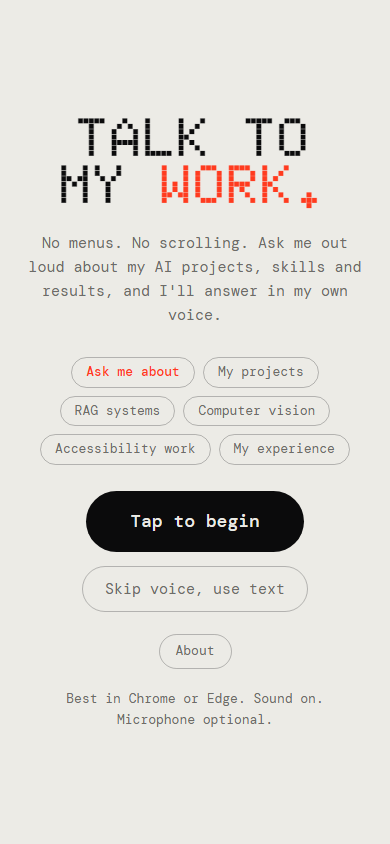 TALK TO
MY WORK.
No menus. No scrolling. Ask me out
loud about my AI projects, skills and
results, and I'll answer in my own
voice.
Ask me about
My projects
RAG systems
Computer vision
Accessibility work
My experience
Tap to begin
Skip voice, use text
About
Best in Chrome or Edge. Sound on.
Microphone optional.